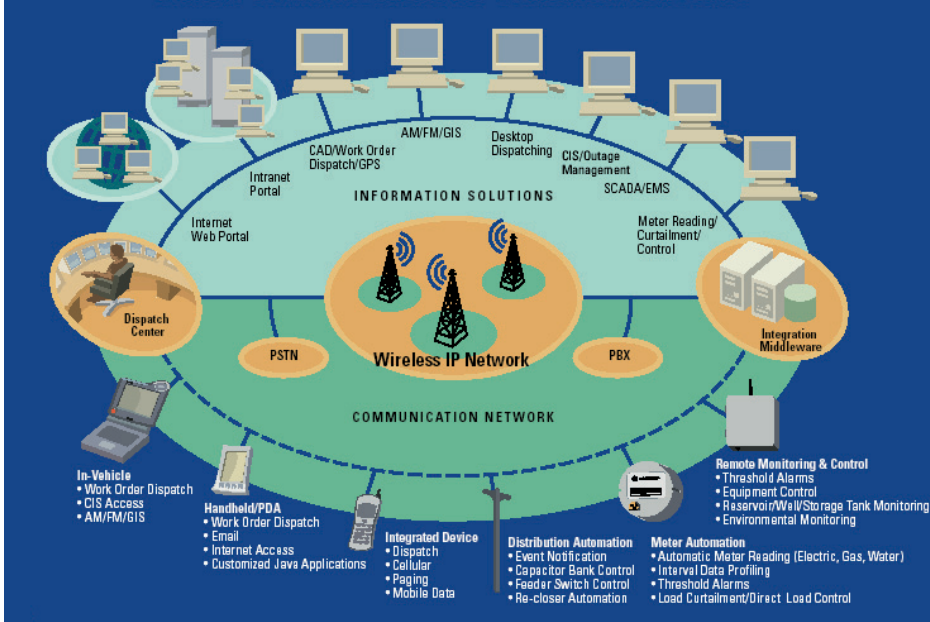 AM/FM/GIS
CAD/Work Order
Dispatch/GPS
Desktop
Dispatching
CIS/Outage
Management
Intranet
Portal
SCADA/EMS
INFORMATION SOLUTIONS
Internet
Web Portal
Meter Reading/
Curtailment/
Control
Dispatch
Center
Integration
Middleware
PSTN
Wireless IP Network
PBX
COMMUNICATION NETWORK
In-Vehicle
• Work Order Dispatch
• CIS Access
• AM/FM/GIS
Handheld/PDA
• Work Order Dispatch
• Email
• Internet Access
• Customized Java Applications
Integrated Device
• Dispatch
• Cellular
• Paging
• Mobile Data
Distribution Automation
• Event Notification
• Capacitor Bank Control
• Feeder Switch Control
• Re-closer Automation
Remote Monitoring & Control
• Threshold Alarms
• Equipment Control
• Reservoir/Well/Storage Tank Monitoring
• Environmental Monitoring
Meter Automation
• Automatic Meter Reading (Electric, Gas, Water)
• Interval Data Profiling
• Threshold Alarms
• Load Curtailment/Direct Load Control